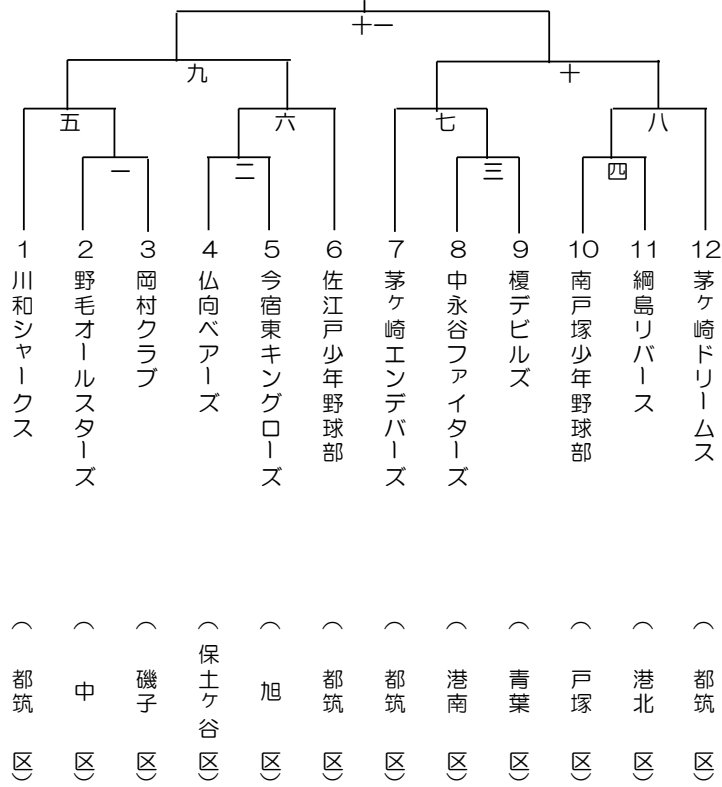 十一
九
十
五
六
七
八
一
二
三
四
1 川和シャークス （都筑区）
2 野毛オールスターズ （中区）
3 岡村クラブ （磯子区）
4 仏向ベアーズ （保土ヶ谷区）
5 今宿東キングローズ （旭区）
6 佐江戸少年野球部 （都筑区）
7 茅ヶ崎エンデバーズ （都筑区）
8 中永谷ファイターズ （港南区）
9 榎デビルズ （青葉区）
10 南戸塚少年野球部 （戸塚区）
11 綱島リバース （港北区）
12 茅ヶ崎ドリームス （都筑区）